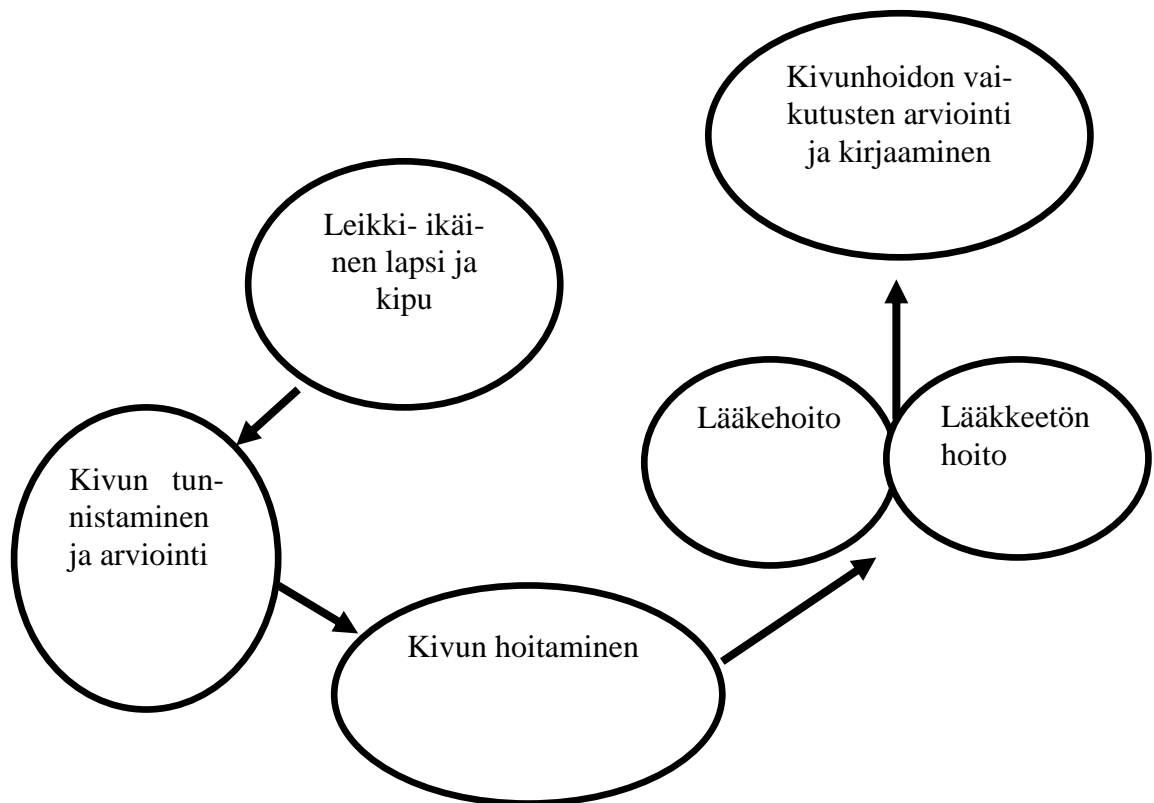 Kivunhoidon vai-
kutusten arviointi
ja kirjaaminen
Leikki- ikäi-
nen lapsi ja
kipu
Lääkehoito
Lääkkeetön
hoito
Kivun tun-
nistaminen
ja arviointi
Kivun hoitaminen